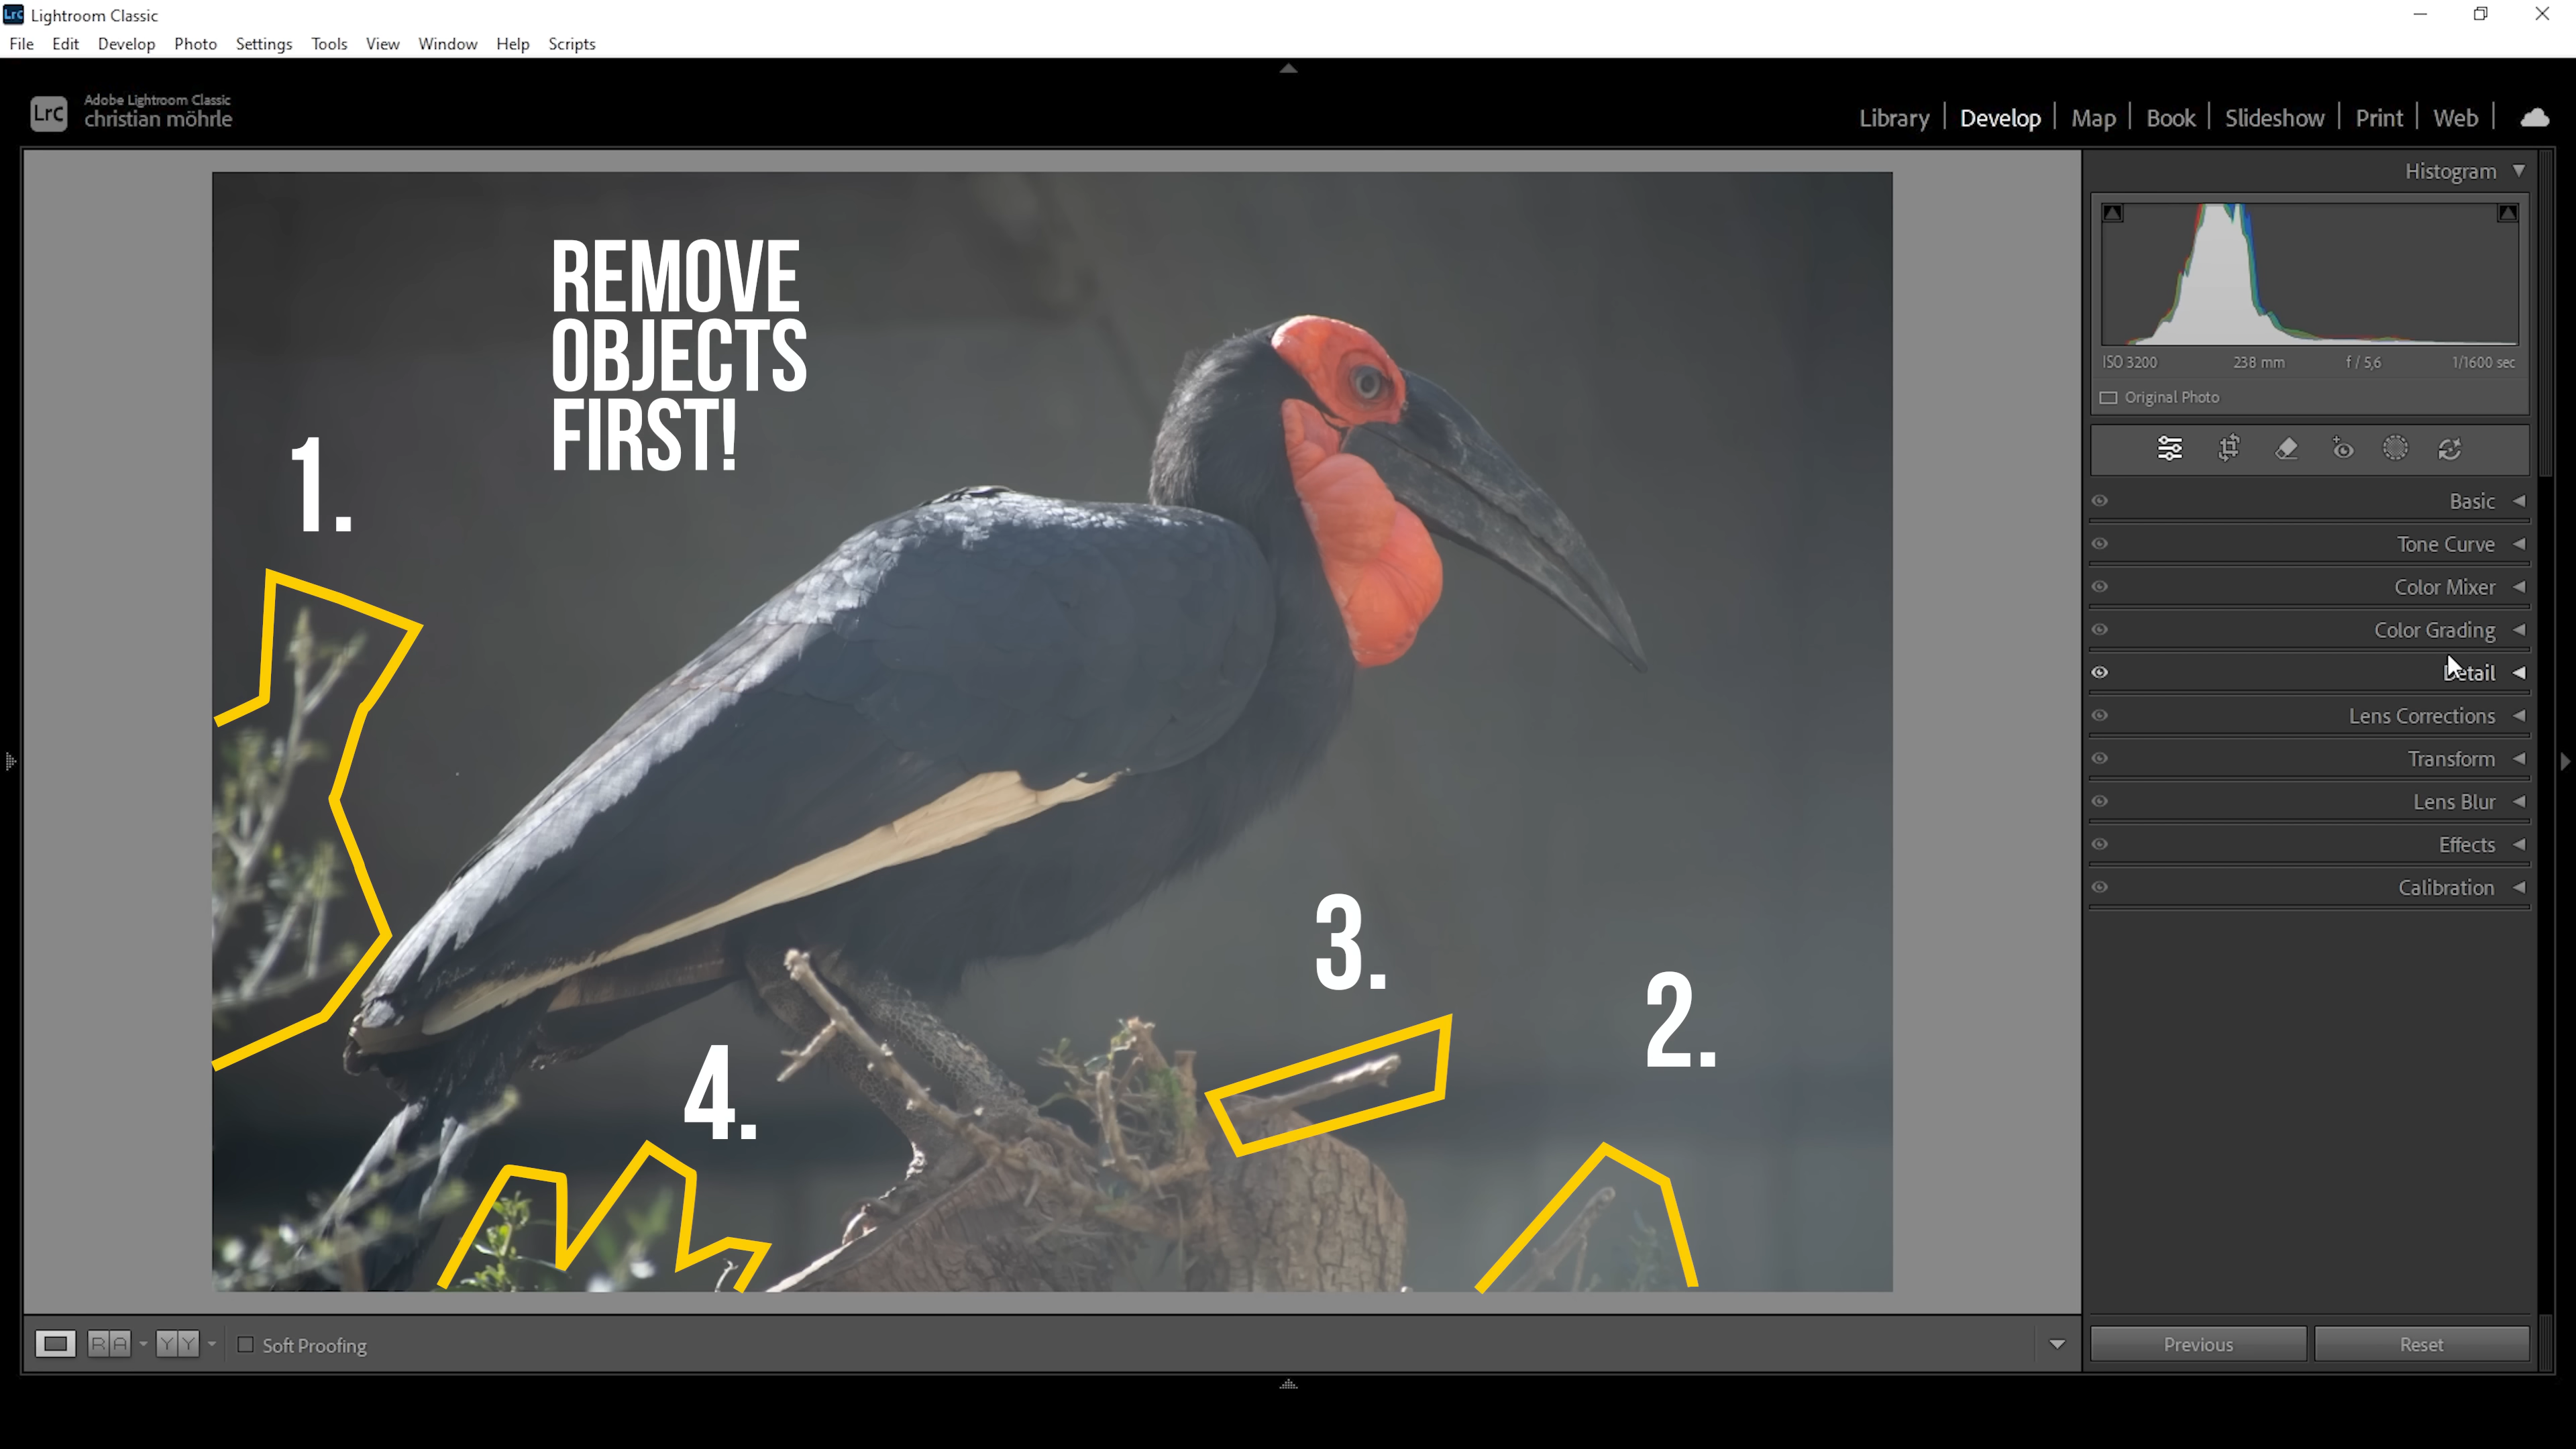 Lrc Lightroom Classic
File Edit Develop Photo Settings Tools View Window Help Scripts
Lrc Adobe Lightroom Classic
christian möhrle
Library | Develop | Map | Book | Slideshow | Print | Web |
Histogram
ISO 3200 238 mm f / 5,6 1/1600 sec
Original Photo
Basic
Tone Curve
Color Mixer
Color Grading
Detail
Lens Corrections
Transform
Lens Blur
Effects
Calibration
REMOVE
OBJECTS
FIRST!
1.
3.
2.
4.
R A Y Y Soft Proofing
Previous Reset